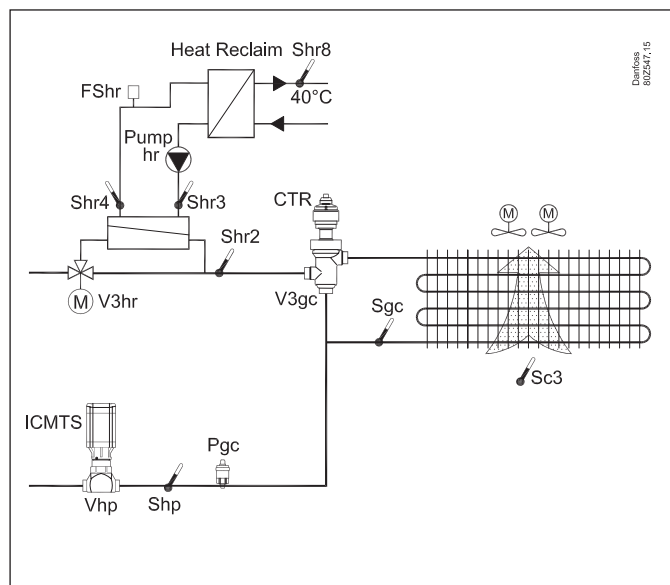 Danfoss
80Z547,15
Heat Reclaim
Shr8
FShr
40°C
Pump
hr
Shr4
Shr3
CTR
M
M
Shr2
V3gc
Sgc
M
V3hr
Sc3
ICMTS
Pgc
Shp
Vhp